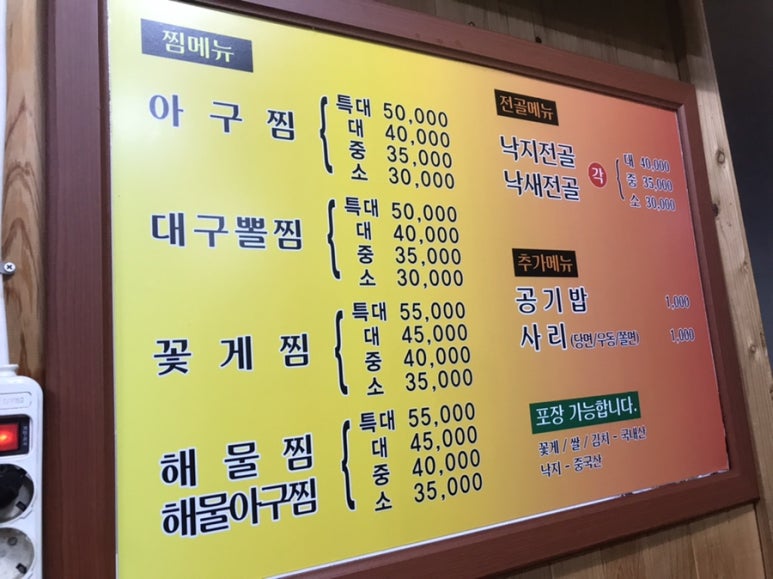 찜메뉴
아구찜
특대 50,000
대 40,000
중 35,000
소 30,000
대구뽈찜
특대 50,000
대 40,000
중 35,000
소 30,000
꽃게찜
특대 55,000
대 45,000
중 40,000
소 35,000
해물찜
해물아구찜
특대 55,000
대 45,000
중 40,000
소 35,000
전골메뉴
낙지전골
낙새전골
각
대 40,000
중 35,000
소 30,000
추가메뉴
공기밥 1,000
사리(당면/우동/쫄면) 1,000
포장 가능합니다.
꽃게/쌀/김치-국내산
낙지-중국산